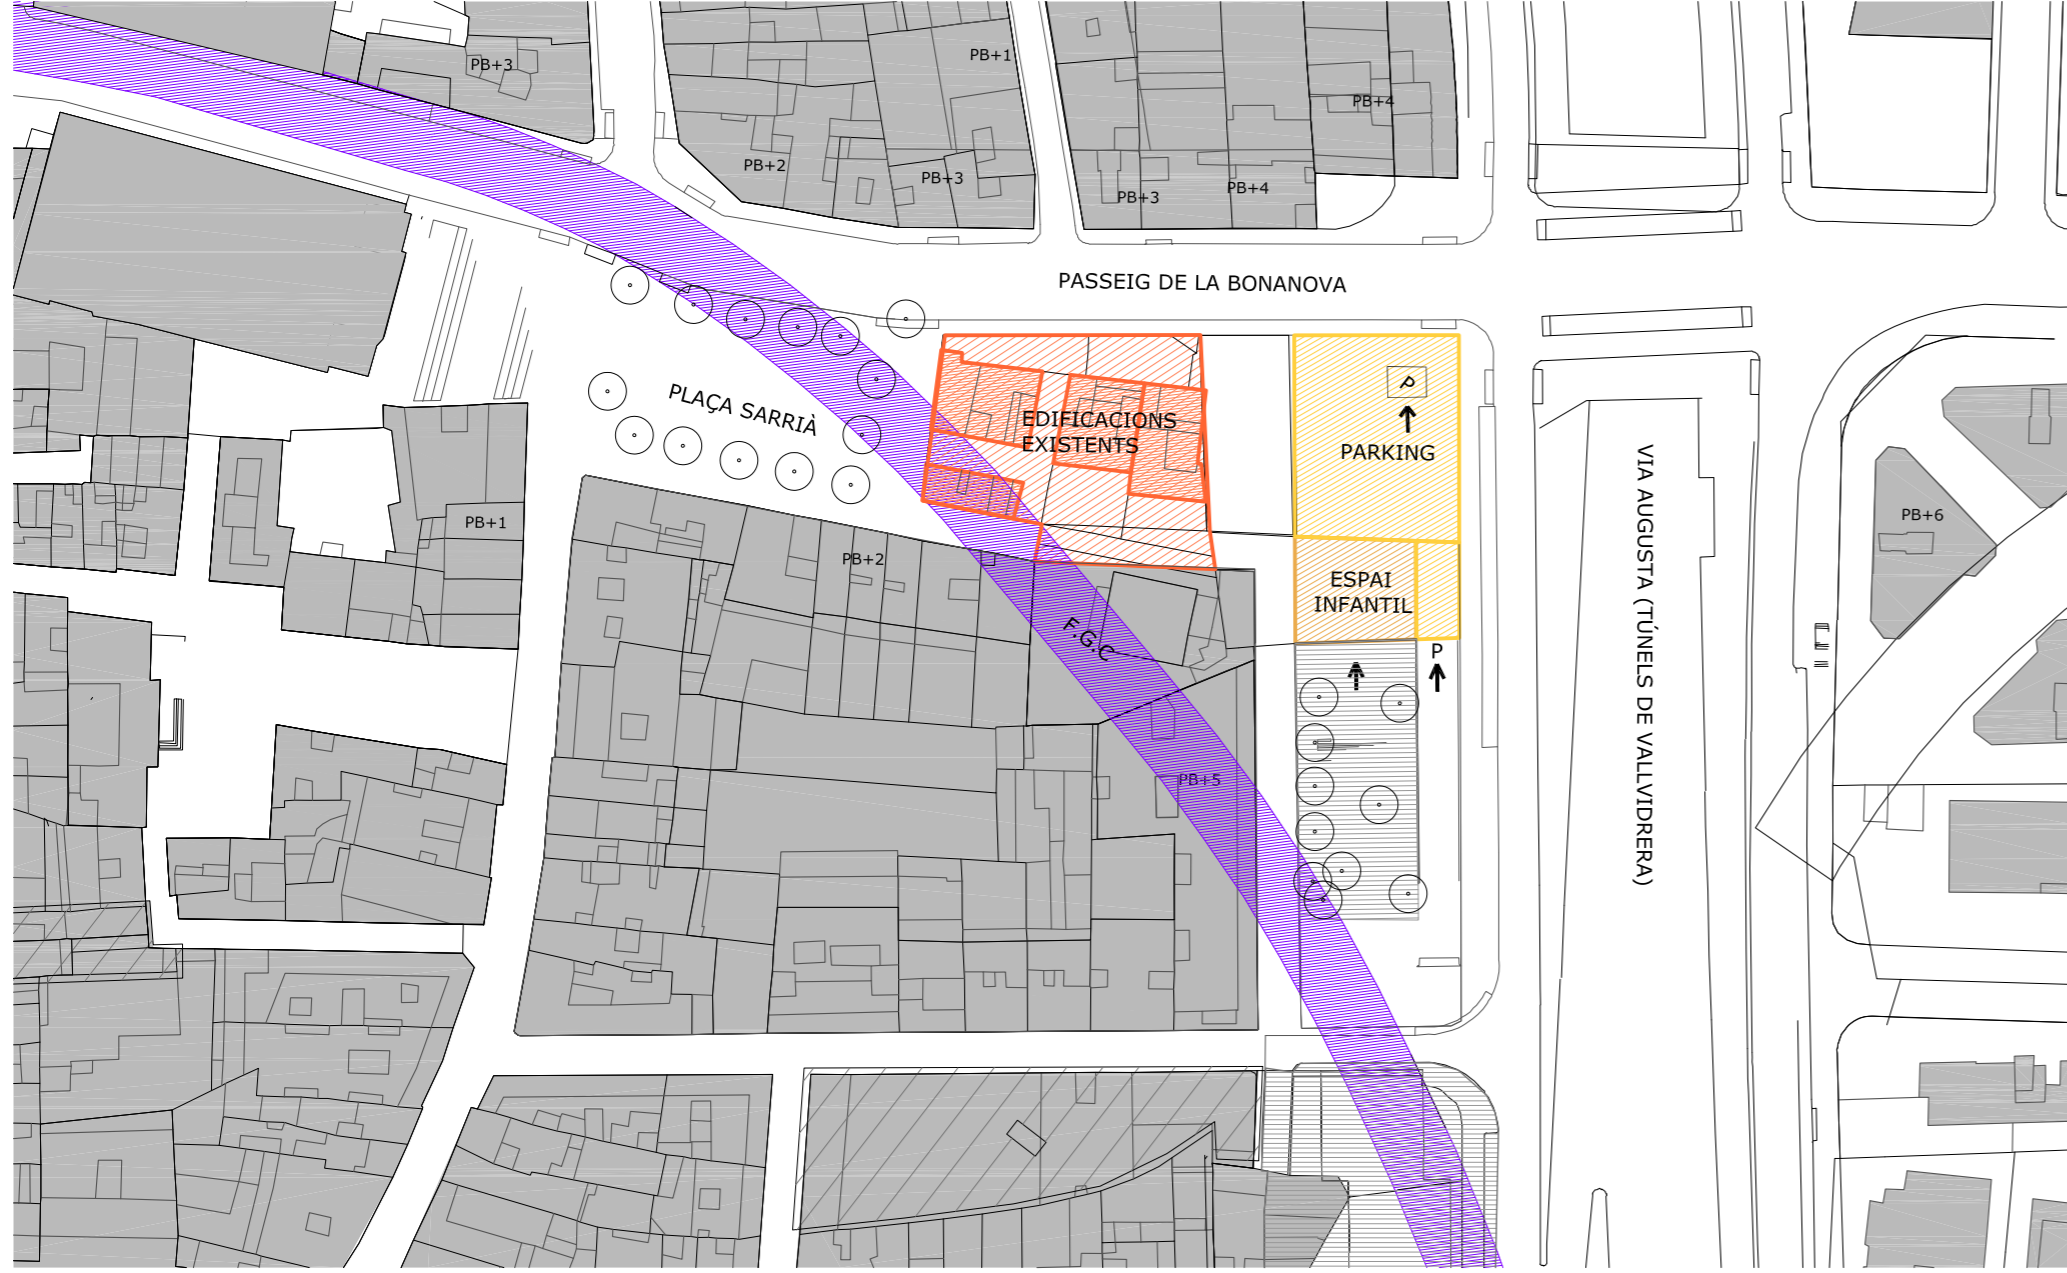 PB+3
PB+1
PB+4
PB+2
PB+3
PB+3
PB+4
PASSEIG DE LA BONANOVA
P
PLAÇA SARRIÀ
EDIFICACIONS
EXISTENTS
PARKING
VIA AUGUSTA (TÚNELS DE VALLVIDRERA)
PB+1
PB+6
PB+2
ESPAI
INFANTIL
F.G.C
P
PB+5